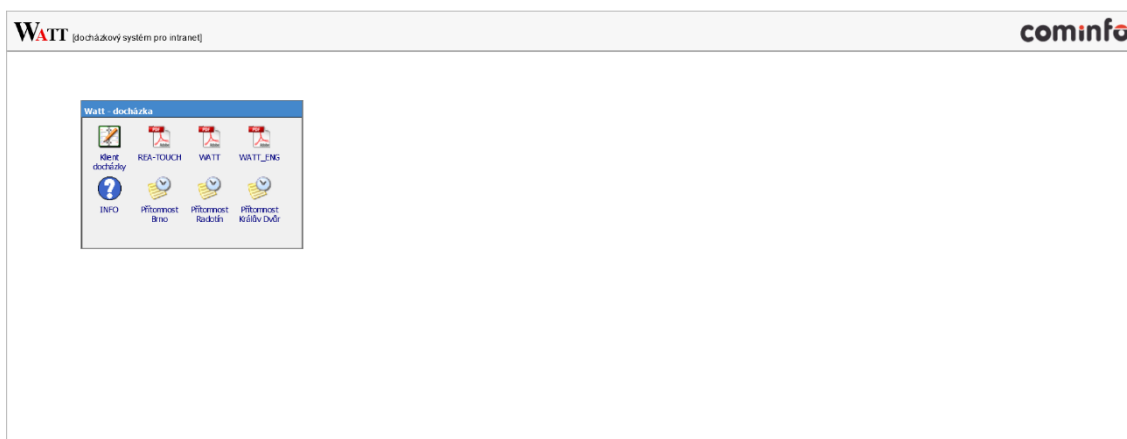 WATT [docházkový systém pro intranet]
cominfo
Watt - docházka
Klient docházky
REA-TOUCH
WATT
WATT_ENG
INFO
Přítomnost Brno
Přítomnost Radotín
Přítomnost Králův Dvůr